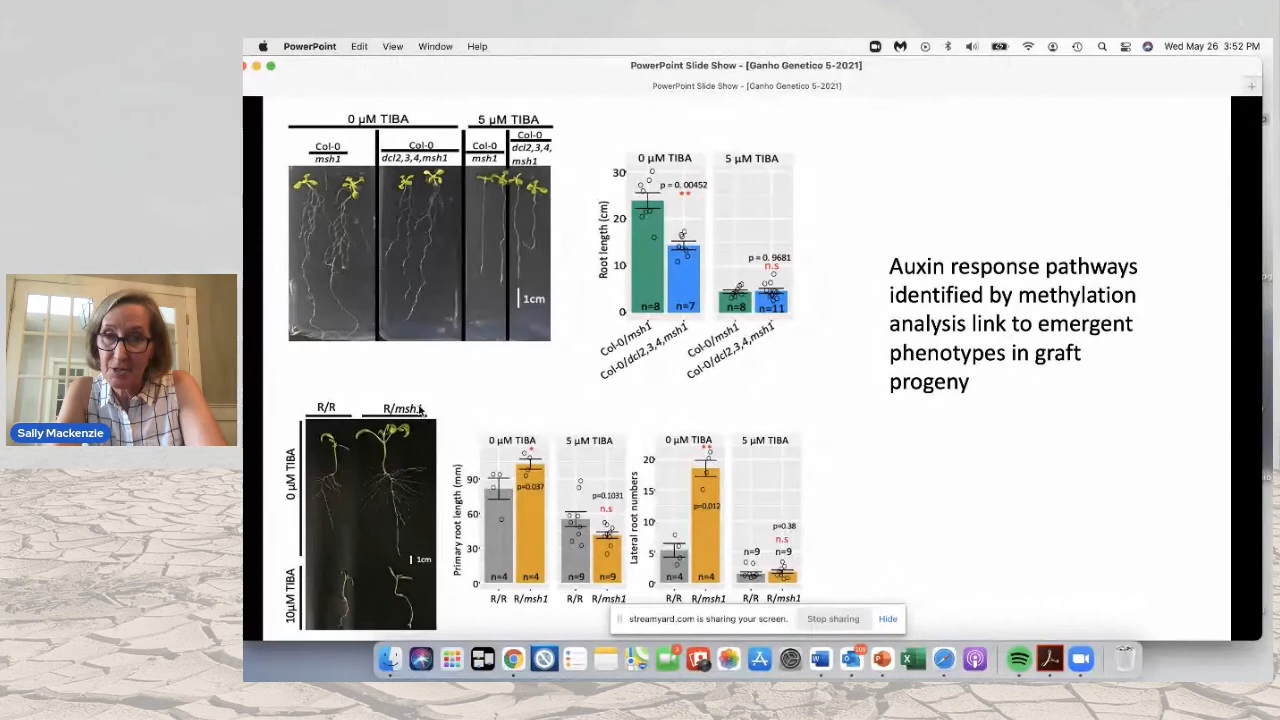 PowerPoint Edit View Window Help
Wed May 26 3:52 PM
PowerPoint Slide Show - [Ganho Genetico 5-2021]
PowerPoint Slide Show - [Ganho Genetico 5-2021]
0 µM TIBA 5 µM TIBA
Col-0
msh1
Col-0
dcl2,3,4,msh1
Col-0
msh1
Col-0
dcl2,3,4,
msh1
1cm
0 µM TIBA 5 µM TIBA
Root length (cm)
30
20
10
0
p = 0.00452
**
p = 0.9681
n.s
n=8 n=7 n=8 n=11
Col-0/msh1
Col-0/dcl2,3,4,msh1
Col-0/msh1
Col-0/dcl2,3,4,msh1
Auxin response pathways
identified by methylation
analysis link to emergent
phenotypes in graft
progeny
Sally Mackenzie
R/R R/msh1
0 µM TIBA
10µM TIBA
1cm
0 µM TIBA 5 µM TIBA
Primary root length (mm)
90
60
30
0
*
p=0.037
p=0.1031
n.s
n=4 n=4 n=9 n=9
R/R R/msh1 R/R R/msh1
0 µM TIBA 5 µM TIBA
Lateral root numbers
20
15
10
5
0
**
p=0.012
p=0.38
n.s
n=9 n=9
n=4 n=4
R/R R/msh1 R/R R/msh1
streamyard.com is sharing your screen. Stop sharing Hide